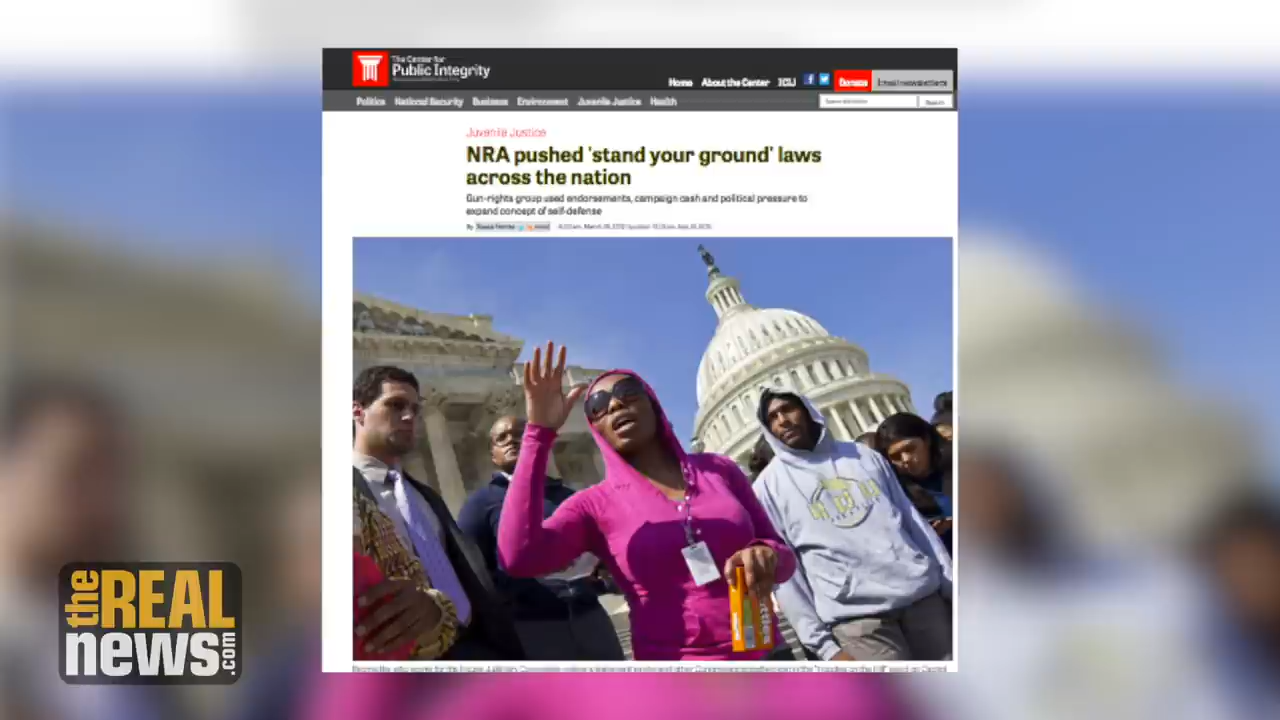 The Center for
Public Integrity
Home About the Center ICIJ f Donate Email newsletters
Politics National Security Business Environment Juvenile Justice Health
Search
Juvenile Justice
NRA pushed 'stand your ground' laws
across the nation
Gun-rights group used endorsements, campaign cash and political pressure to
expand concept of self-defense
By
the
REAL
news.com